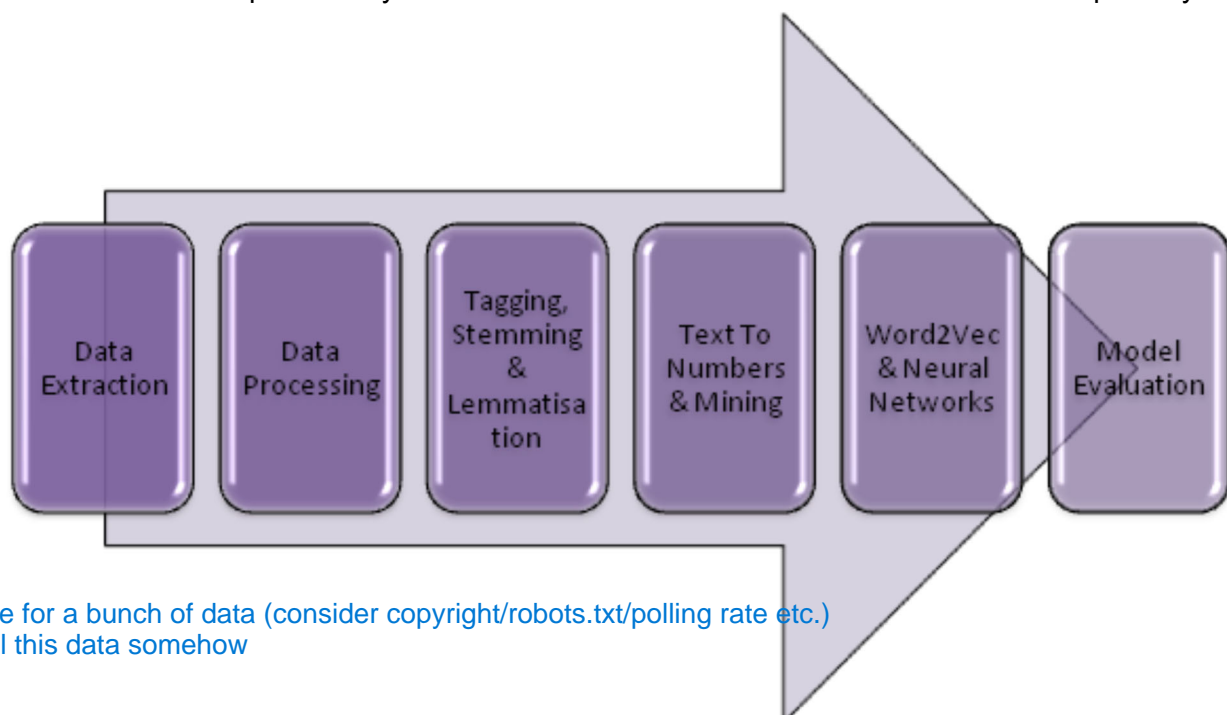 Data
Extraction
Data
Processing
Tagging,
Stemming
&
Lemmatisa
tion
Text To
Numbers
& Mining
Word2Vec
& Neural
Networks
Model
Evaluation
for a bunch of data (consider copyright/robots.txt/polling rate etc.)
this data somehow